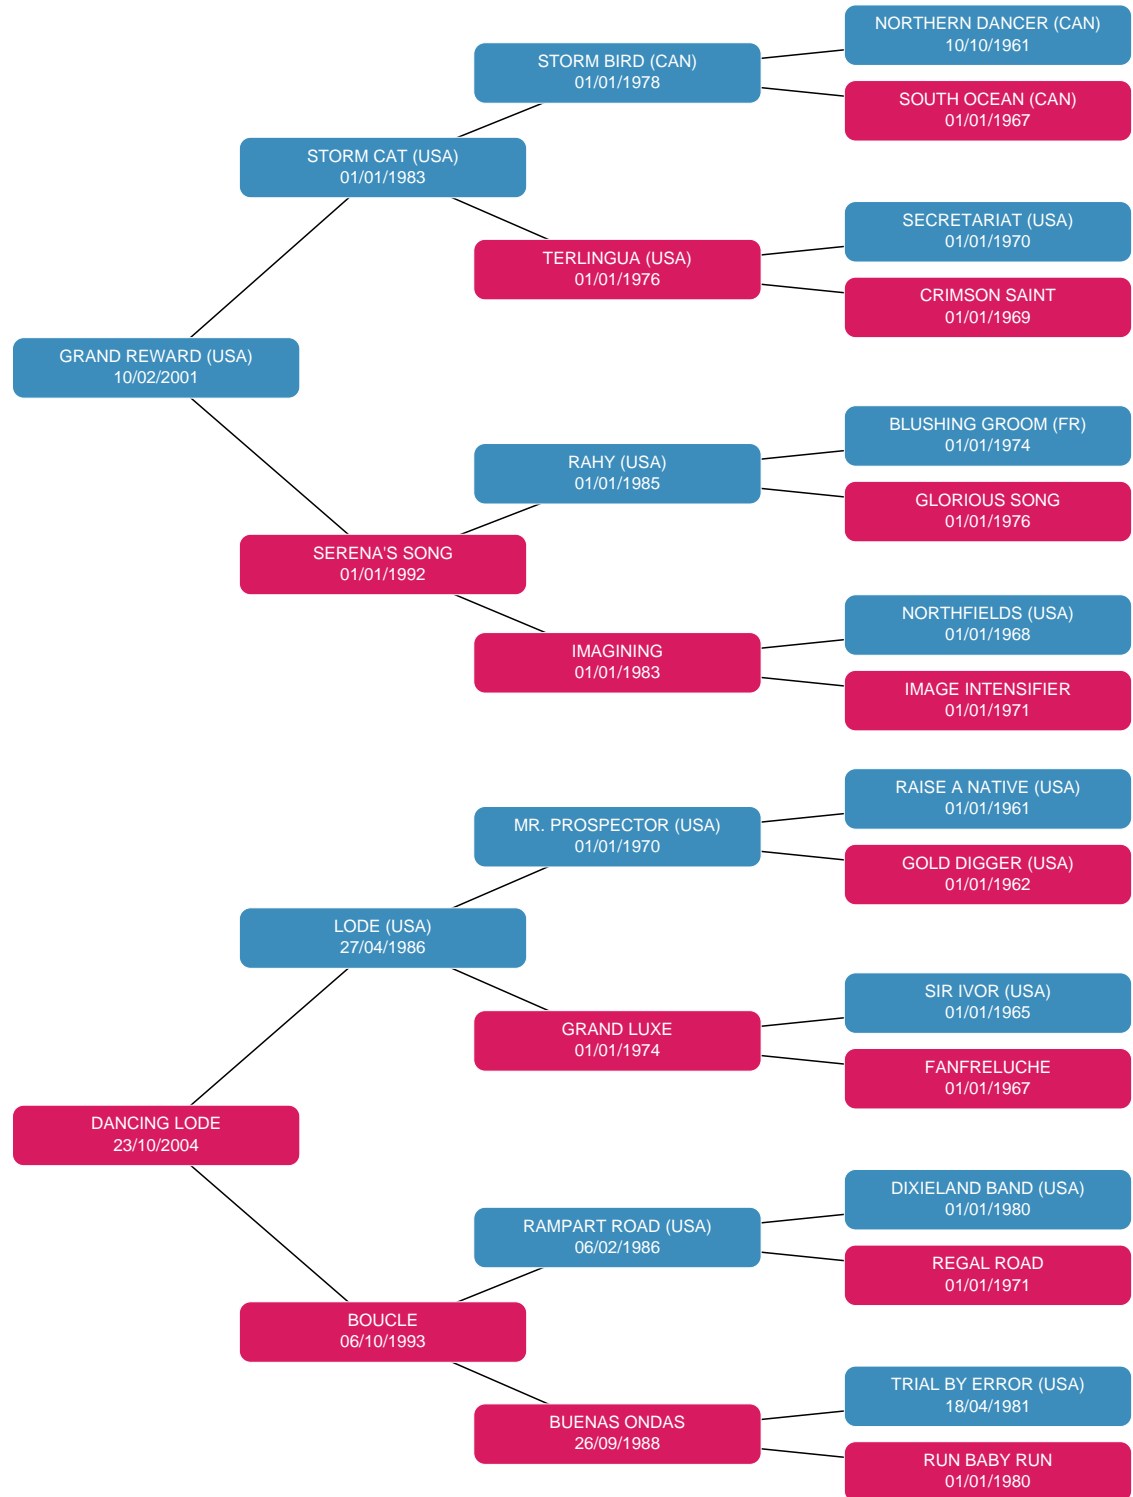 NORTHERN DANCER (CAN)
10/10/1961
STORM BIRD (CAN)
01/01/1978
SOUTH OCEAN (CAN)
01/01/1967
STORM CAT (USA)
01/01/1983
SECRETARIAT (USA)
01/01/1970
TERLINGUA (USA)
01/01/1976
CRIMSON SAINT
01/01/1969
GRAND REWARD (USA)
10/02/2001
BLUSHING GROOM (FR)
01/01/1974
RAHY (USA)
01/01/1985
GLORIOUS SONG
01/01/1976
SERENA'S SONG
01/01/1992
NORTHFIELDS (USA)
01/01/1968
IMAGINING
01/01/1983
IMAGE INTENSIFIER
01/01/1971
RAISE A NATIVE (USA)
01/01/1961
MR. PROSPECTOR (USA)
01/01/1970
GOLD DIGGER (USA)
01/01/1962
LODE (USA)
27/04/1986
SIR IVOR (USA)
01/01/1965
GRAND LUXE
01/01/1974
FANFRELUCHE
01/01/1967
DANCING LODE
23/10/2004
DIXIELAND BAND (USA)
01/01/1980
RAMPART ROAD (USA)
06/02/1986
REGAL ROAD
01/01/1971
BOUCLE
06/10/1993
TRIAL BY ERROR (USA)
18/04/1981
BUENAS ONDAS
26/09/1988
RUN BABY RUN
01/01/1980